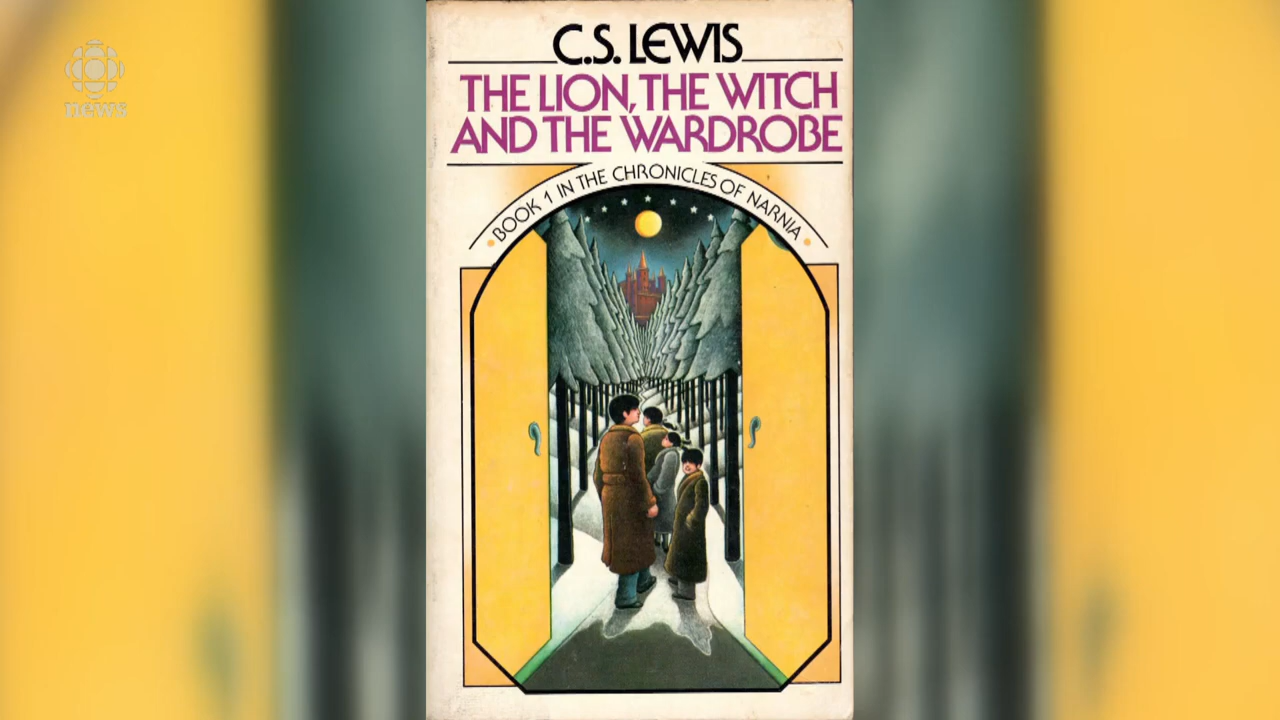 news
C.S. LEWIS
THE LION, THE WITCH
AND THE WARDROBE
BOOK 1 IN THE CHRONICLES OF NARNIA